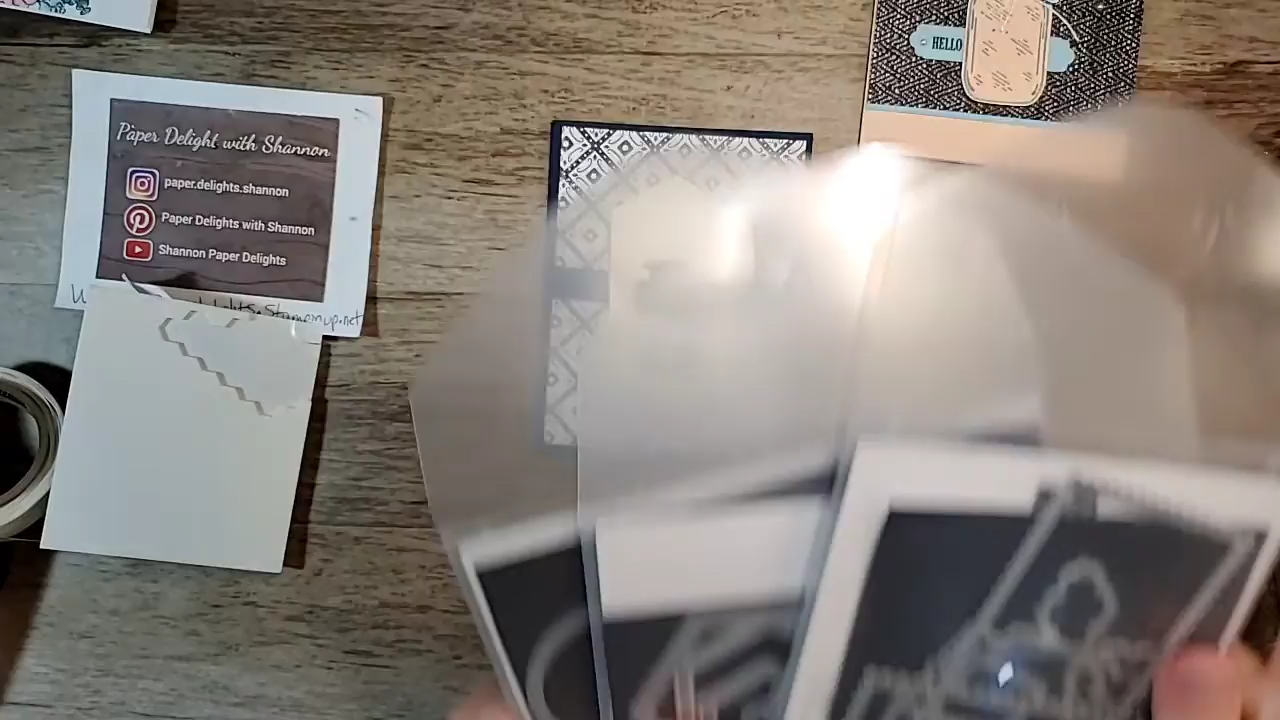 HELLO
Paper Delight with Shannon
paper.delights.shannon
Paper Delights with Shannon
Shannon Paper Delights